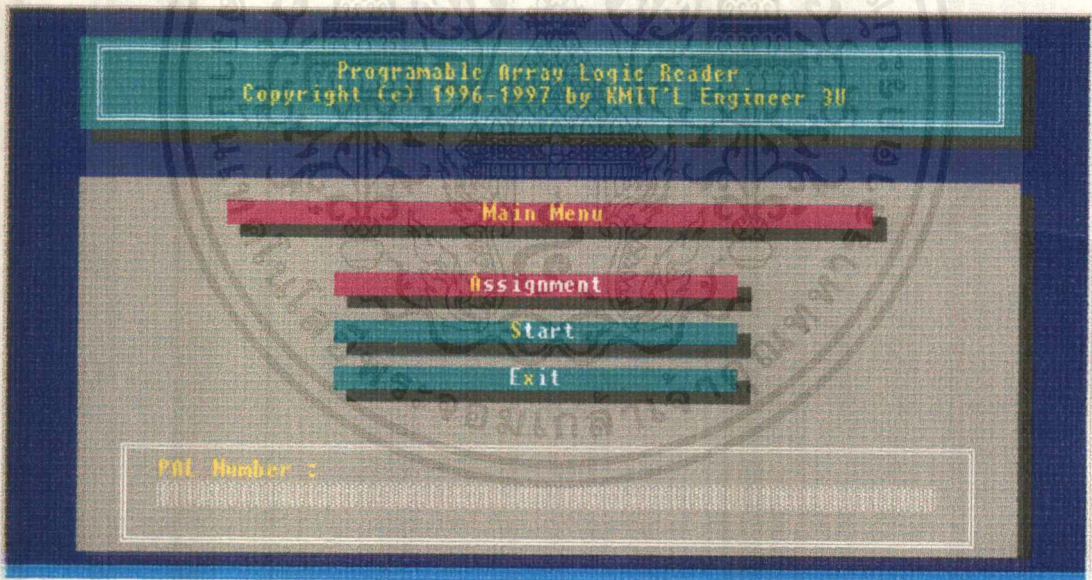 Programable Array Logic Reader
Copyright (c) 1996-1997 by KMIT'L Engineer 3U
Main Menu
Assignment
Start
Exit
PAL Number :